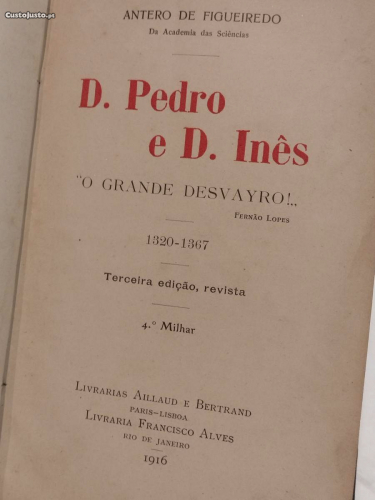 CustoJusto.pt
ANTERO DE FIGUEIREDO
Da Academia das Sciências
D. Pedro
e D. Inês
"O GRANDE DESVAYRO!„
FERNÃO LOPES
1320-1367
Terceira edição, revista
4.º Milhar
LIVRARIAS AILLAUD E BERTRAND
PARIS-LISBOA
LIVRARIA FRANCISCO ALVES
RIO DE JANEIRO
1916